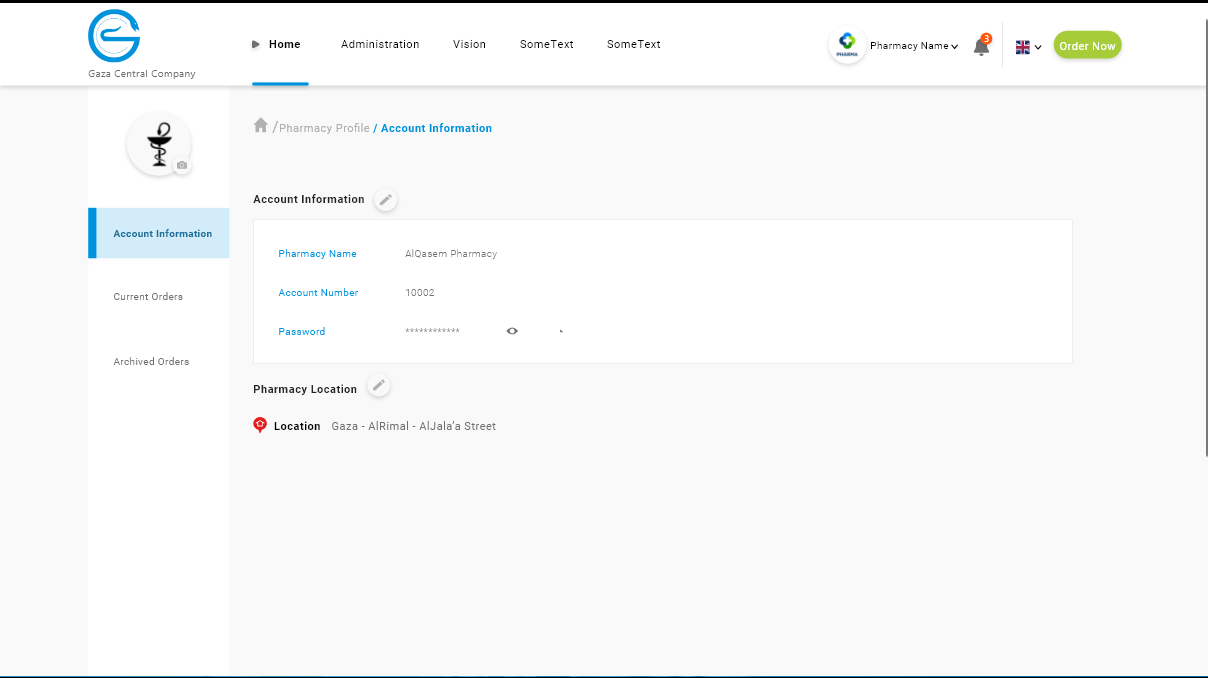 Gaza Central Company
Home Administration Vision SomeText SomeText
PHARMA
Pharmacy Name
3
Order Now
/Pharmacy Profile / Account Information
Account Information
Current Orders
Archived Orders
Account Information
Pharmacy Name AlQasem Pharmacy
Account Number 10002
Password ************
Pharmacy Location
Location Gaza - AlRimal - AlJala'a Street